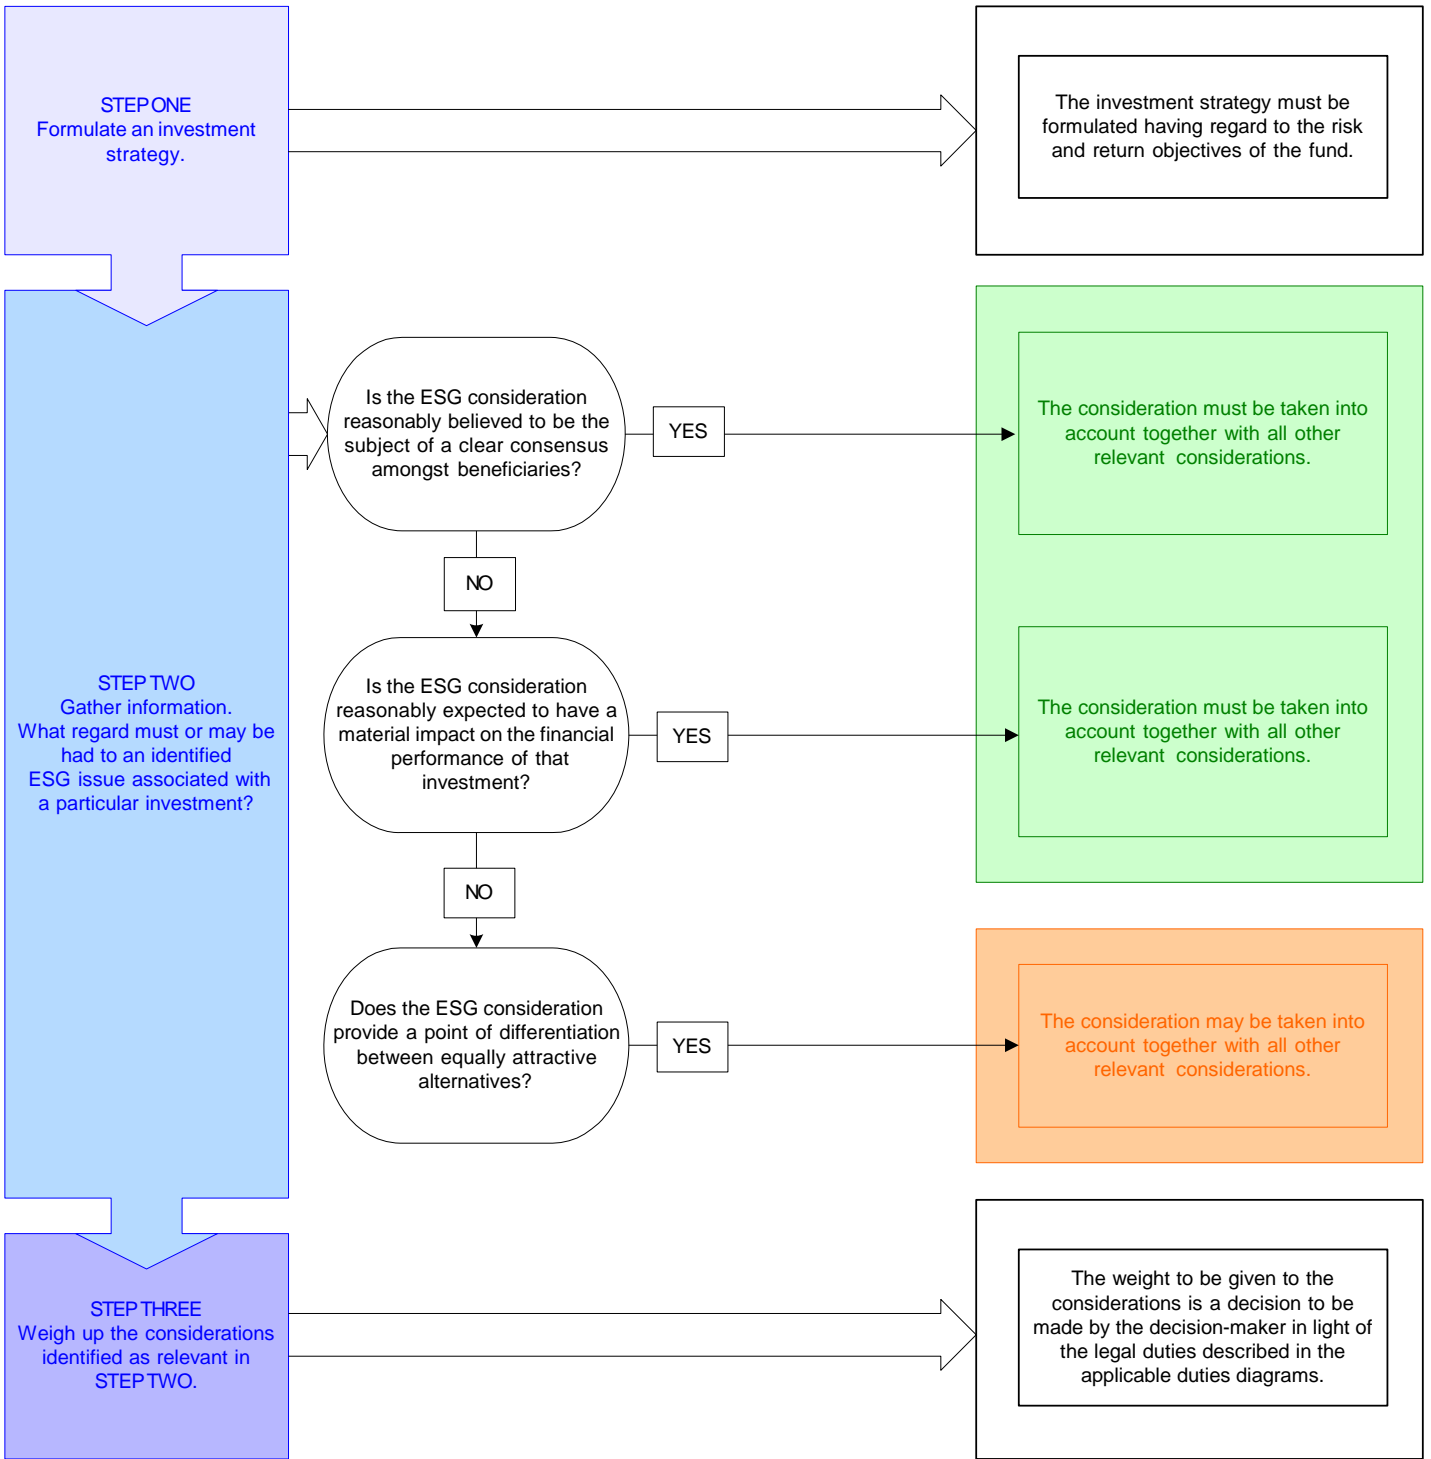 STEP ONE
Formulate an investment
strategy.
The investment strategy must be
formulated having regard to the risk
and return objectives of the fund.
Is the ESG consideration
reasonably believed to be the
subject of a clear consensus
amongst beneficiaries?
YES
The consideration must be taken into
account together with all other
relevant considerations.
NO
STEP TWO
Gather information.
What regard must or may be
had to an identified
ESG issue associated with
a particular investment?
Is the ESG consideration
reasonably expected to have a
material impact on the financial
performance of that
investment?
YES
The consideration must be taken into
account together with all other
relevant considerations.
NO
Does the ESG consideration
provide a point of differentiation
between equally attractive
alternatives?
YES
The consideration may be taken into
account together with all other
relevant considerations.
STEP THREE
Weigh up the considerations
identified as relevant in
STEP TWO.
The weight to be given to the
considerations is a decision to be
made by the decision-maker in light of
the legal duties described in the
applicable duties diagrams.